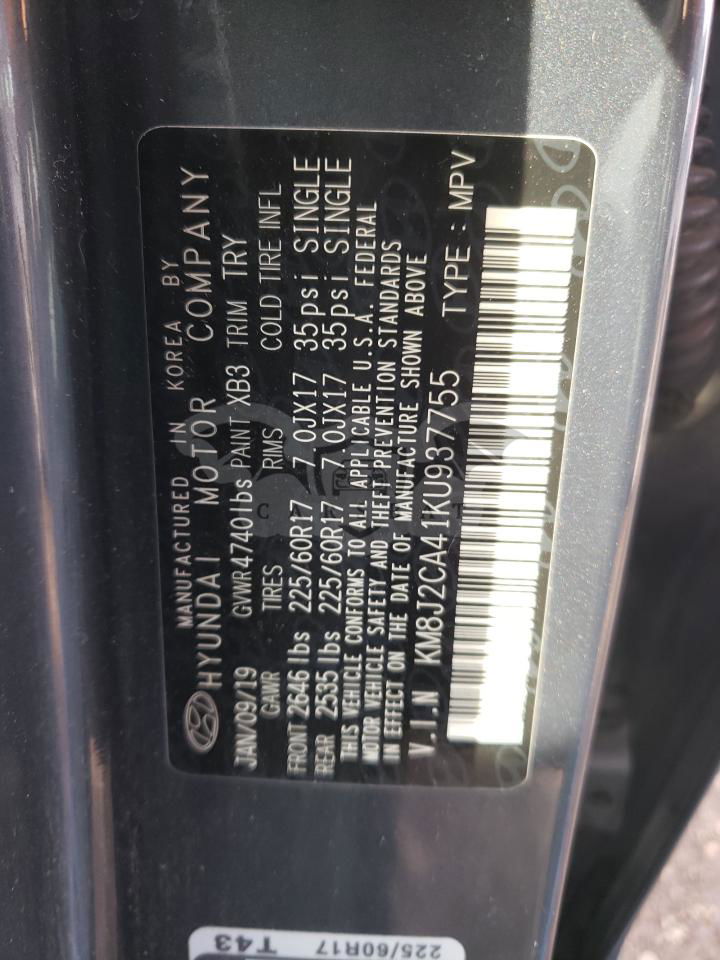 MANUFACTURED IN KOREA BY
HYUNDAI MOTOR COMPANY
JAN/09/19 GVWR 4740lbs PAINT XB3 TRIM TRY
GAWR TIRES RIMS COLD TIRE INFL
FRONT 2646 lbs 225/60R17 7.0JX17 35psi SINGLE
REAR 2535 lbs 225/60R17 7.0JX17 35psi SINGLE
THIS VEHICLE CONFORMS TO ALL APPLICABLE U.S.A. FEDERAL
MOTOR VEHICLE SAFETY AND THEFT PREVENTION STANDARDS
IN EFFECT ON THE DATE OF MANUFACTURE SHOWN ABOVE
V.I.N KM8J2CA41KU937755 TYPE : MPV
225/60R17
T43